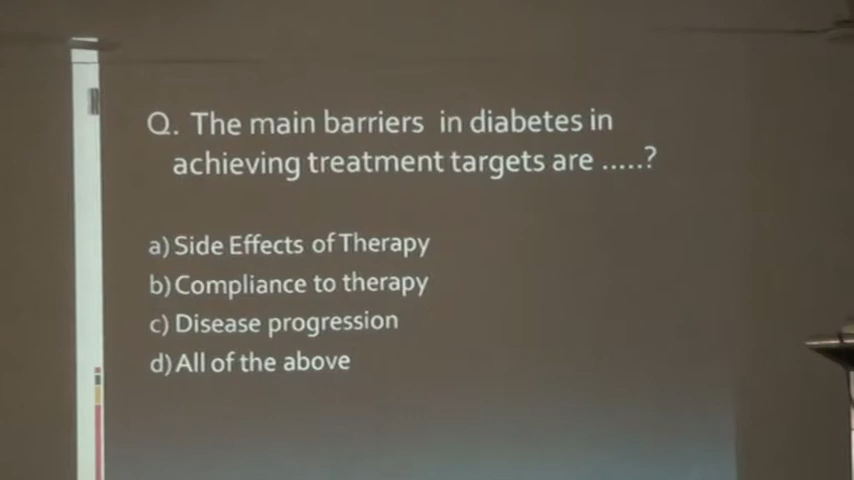 Q. The main barriers in diabetes in
achieving treatment targets are .....?
a) Side Effects of Therapy
b) Compliance to therapy
c) Disease progression
d) All of the above